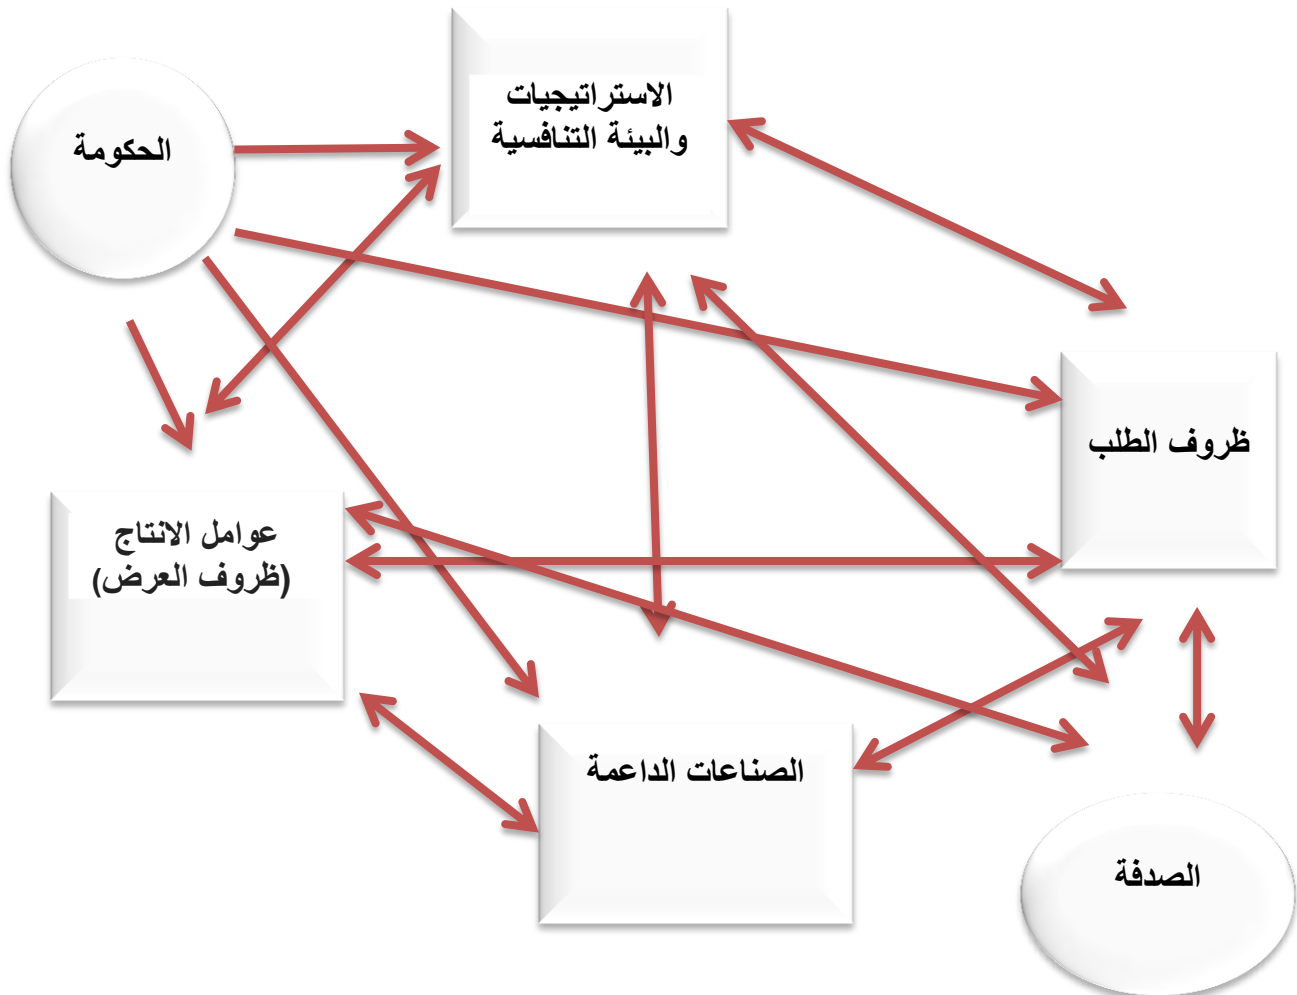 الاستراتيجيات
والبيئة التنافسية
الحكومة
ظروف الطلب
عوامل الانتاج
(ظروف العرض)
الصناعات الداعمة
الصدفة